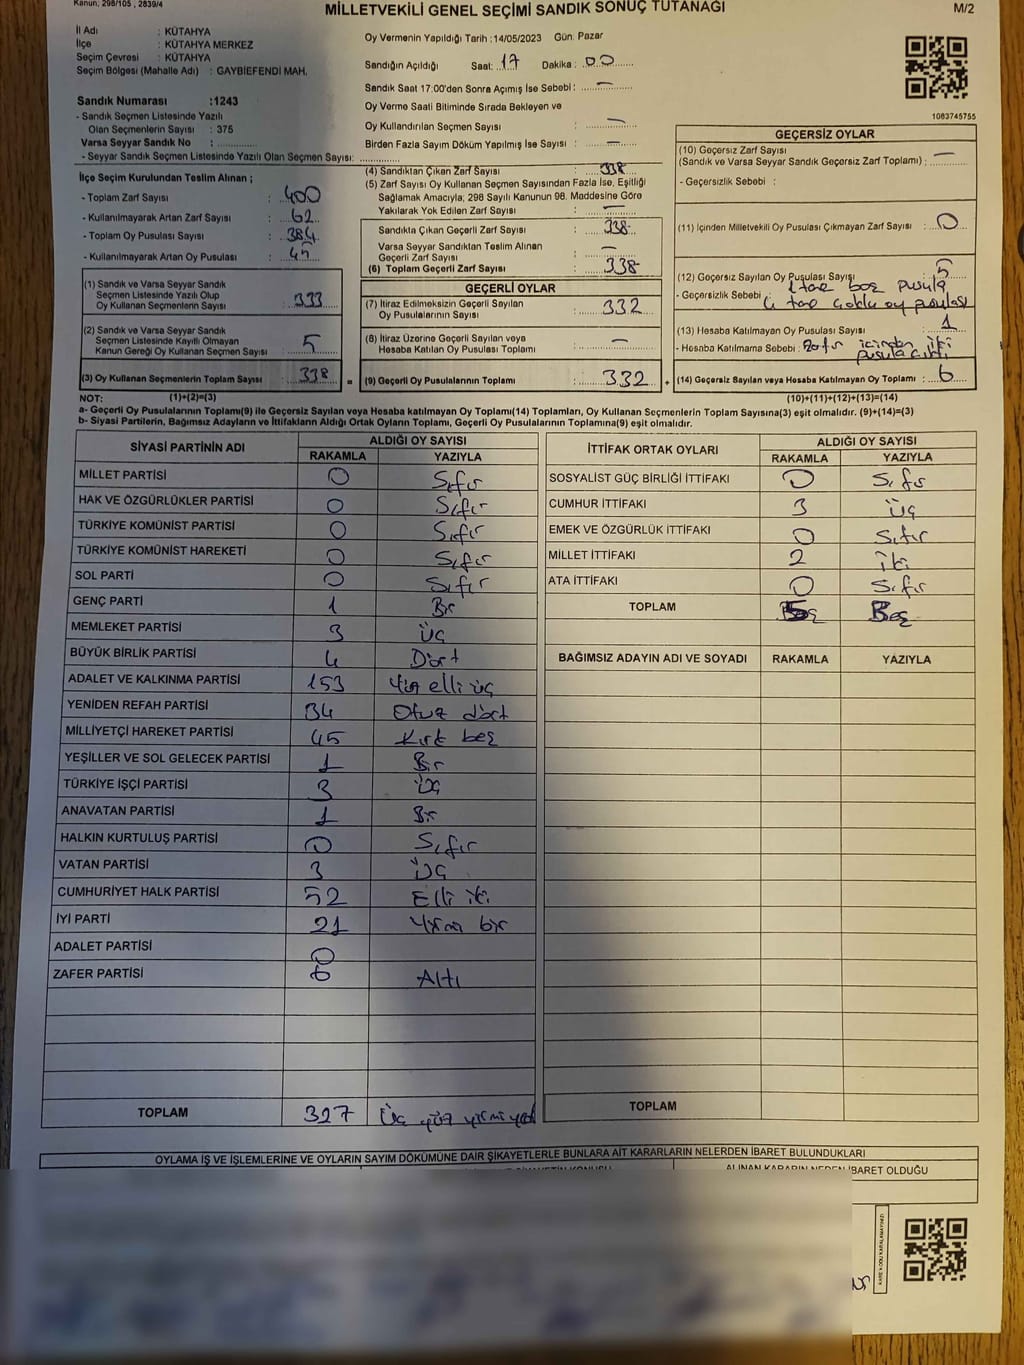 Kanun: 298/105, 2839/4
MİLLETVEKİLİ GENEL SEÇİMİ SANDIK SONUÇ TUTANAĞI
M/2
İl Adı : KÜTAHYA
İlçe : KÜTAHYA MERKEZ
Seçim Çevresi : KÜTAHYA
Seçim Bölgesi (Mahalle Adı) : GAYBİEFENDİ MAH.
Sandık Numarası :1243
- Sandık Seçmen Listesinde Yazılı
Olan Seçmenlerin Sayısı : 375
Varsa Seyyar Sandık No :
- Seyyar Sandık Seçmen Listesinde Yazılı Olan Seçmen Sayısı:
Oy Vermenin Yapıldığı Tarih :14/05/2023 Gün: Pazar
Sandığın Açıldığı Saat: 17 Dakika : 00
Sandık Saat 17:00'den Sonra Açımış İse Sebebi : —
Oy Verme Saati Bitiminde Sırada Bekleyen ve
Oy Kullandırılan Seçmen Sayısı : —
Birden Fazla Sayım Döküm Yapılmış İse Sayısı : —
1083745755
İlçe Seçim Kurulundan Teslim Alınan ;
- Toplam Zarf Sayısı : 400
- Kullanılmayarak Artan Zarf Sayısı : 62
- Toplam Oy Pusulası Sayısı : 384
- Kullanılmayarak Artan Oy Pusulası : 45
(1) Sandık ve Varsa Seyyar Sandık
Seçmen Listesinde Yazılı Olup
Oy Kullanan Seçmenlerin Sayısı : 333
(2) Sandık ve Varsa Seyyar Sandık
Seçmen Listesinde Kayıtlı Olmayan
Kanun Gereği Oy Kullanan Seçmen Sayısı : 5
(3) Oy Kullanan Seçmenlerin Toplam Sayısı : 338
(4) Sandıktan Çıkan Zarf Sayısı : 338
(5) Zarf Sayısı Oy Kullanan Seçmen Sayısından Fazla İse, Eşitliği
Sağlamak Amacıyla; 298 Sayılı Kanunun 98. Maddesine Göre
Yakılarak Yok Edilen Zarf Sayısı : —
Sandıkta Çıkan Geçerli Zarf Sayısı : 338
Varsa Seyyar Sandıktan Teslim Alınan
Geçerli Zarf Sayısı : —
(6) Toplam Geçerli Zarf Sayısı : 338
GEÇERLİ OYLAR
(7) İtiraz Edilmeksizin Geçerli Sayılan
Oy Pusulalarının Sayısı : 332
(8) İtiraz Üzerine Geçerli Sayılan veya
Hesaba Katılan Oy Pusulası Toplamı : —
= (9) Geçerli Oy Pusulalarının Toplamı : 332 +
GEÇERSİZ OYLAR
(10) Geçersiz Zarf Sayısı
(Sandık ve Varsa Seyyar Sandık Geçersiz Zarf Toplamı) : —
- Geçersizlik Sebebi :
(11) İçinden Milletvekili Oy Pusulası Çıkmayan Zarf Sayısı : 0
(12) Geçersiz Sayılan Oy Pusulası Sayısı : 5
- Geçersizlik Sebebi : 1 tane boş pusula
4 tane çoklu oy pusulası
(13) Hesaba Katılmayan Oy Pusulası Sayısı : 1
- Hesaba Katılmama Sebebi : Zarfın içinden iki
pusula çıktı
(14) Geçersiz Sayılan veya Hesaba Katılmayan Oy Toplamı : 6
NOT: (1)+(2)=(3) (10)+(11)+(12)+(13)=(14)
a- Geçerli Oy Pusulalarının Toplamı(9) ile Geçersiz Sayılan veya Hesaba katılmayan Oy Toplamı(14) Toplamları, Oy Kullanan Seçmenlerin Toplam Sayısına(3) eşit olmalıdır. (9)+(14)=(3)
b- Siyasi Partilerin, Bağımsız Adayların ve İttifakların Aldığı Ortak Oyların Toplamı, Geçerli Oy Pusulalarının Toplamına(9) eşit olmalıdır.
SİYASİ PARTİNİN ADI ALDIĞI OY SAYISI
RAKAMLA YAZIYLA
MİLLET PARTİSİ 0 Sıfır
HAK VE ÖZGÜRLÜKLER PARTİSİ 0 Sıfır
TÜRKİYE KOMÜNİST PARTİSİ 0 Sıfır
TÜRKİYE KOMÜNİST HAREKETİ 0 Sıfır
SOL PARTİ 0 Sıfır
GENÇ PARTİ 1 Bir
MEMLEKET PARTİSİ 3 Üç
BÜYÜK BİRLİK PARTİSİ 4 Dört
ADALET VE KALKINMA PARTİSİ 153 Yüz elli üç
YENİDEN REFAH PARTİSİ 34 Otuz dört
MİLLİYETÇİ HAREKET PARTİSİ 45 Kırk beş
YEŞİLLER VE SOL GELECEK PARTİSİ 1 Bir
TÜRKİYE İŞÇİ PARTİSİ 3 Üç
ANAVATAN PARTİSİ 1 Bir
HALKIN KURTULUŞ PARTİSİ 0 Sıfır
VATAN PARTİSİ 3 Üç
CUMHURİYET HALK PARTİSİ 52 Elli iki
İYİ PARTİ 21 Yirmi bir
ADALET PARTİSİ 0
ZAFER PARTİSİ 6 Altı
TOPLAM 327 Üç yüz yirmi yedi
İTTİFAK ORTAK OYLARI ALDIĞI OY SAYISI
RAKAMLA YAZIYLA
SOSYALİST GÜÇ BİRLİĞİ İTTİFAKI 0 Sıfır
CUMHUR İTTİFAKI 3 Üç
EMEK VE ÖZGÜRLÜK İTTİFAKI 0 Sıfır
MİLLET İTTİFAKI 2 İki
ATA İTTİFAKI 0 Sıfır
TOPLAM 5 Beş
BAĞIMSIZ ADAYIN ADI VE SOYADI RAKAMLA YAZIYLA
TOPLAM
OYLAMA İŞ VE İŞLEMLERİNE VE OYLARIN SAYIM DÖKÜMÜNE DAİR ŞİKAYETLERLE BUNLARA AİT KARARLARIN NELERDEN İBARET BULUNDUKLARI
ALINAN KARARIN NEDEN İBARET OLDUĞU
KARE KODU KARALAMAYINIZ!